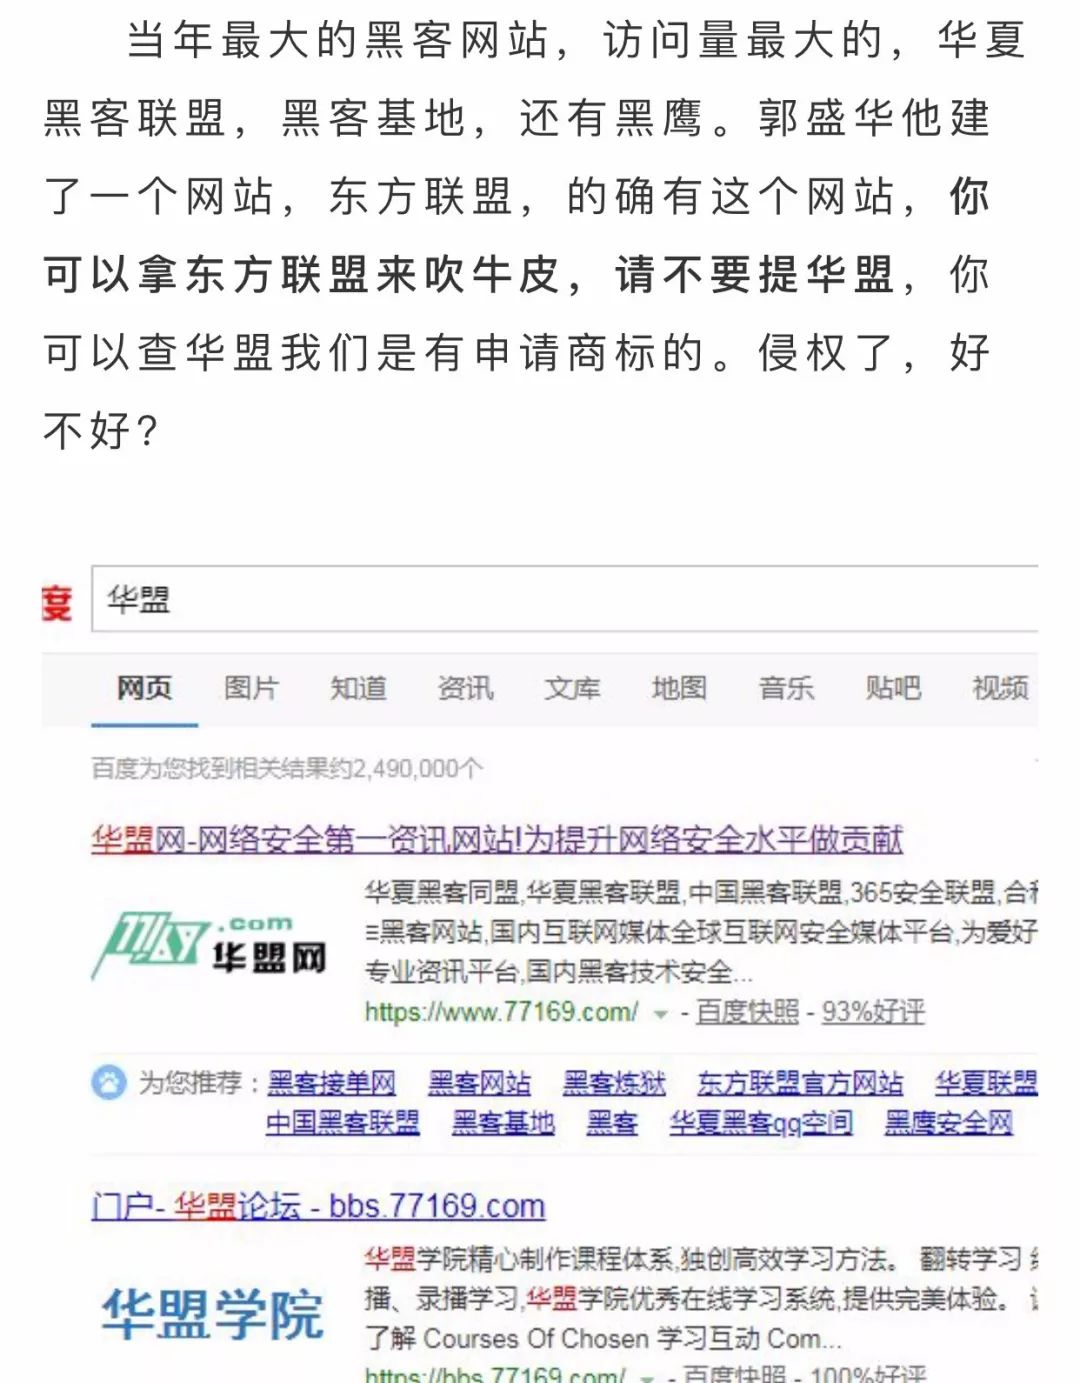 当年最大的黑客网站，访问量最大的，华夏
黑客联盟，黑客基地，还有黑鹰。郭盛华他建
了一个网站，东方联盟，的确有这个网站，你
可以拿东方联盟来吹牛皮，请不要提华盟，你
可以查华盟我们是有申请商标的。侵权了，好
不好？
度 华盟
网页 图片 知道 资讯 文库 地图 音乐 贴吧 视频
百度为您找到相关结果约2,490,000个
华盟网-网络安全第一资讯网站!为提升网络安全水平做贡献
77169.com
华盟网
华夏黑客同盟,华夏黑客联盟,中国黑客联盟,365安全联盟,合
黑客网站,国内互联网媒体全球互联网安全媒体平台,为爱好
专业资讯平台,国内黑客技术安全...
https://www.77169.com/ - 百度快照 - 93%好评
为您推荐： 黑客接单网 黑客网站 黑客炼狱 东方联盟官方网站 华夏联盟
中国黑客联盟 黑客基地 黑客 华夏黑客qq空间 黑鹰安全网
门户- 华盟论坛 - bbs.77169.com
华盟学院
华盟学院精心制作课程体系,独创高效学习方法。 翻转学习
播、录播学习,华盟学院优秀在线学习系统,提供完美体验。
了解 Courses Of Chosen 学习互动 Com...
https://bbs.77169.com/ - 百度快照 - 100%好评